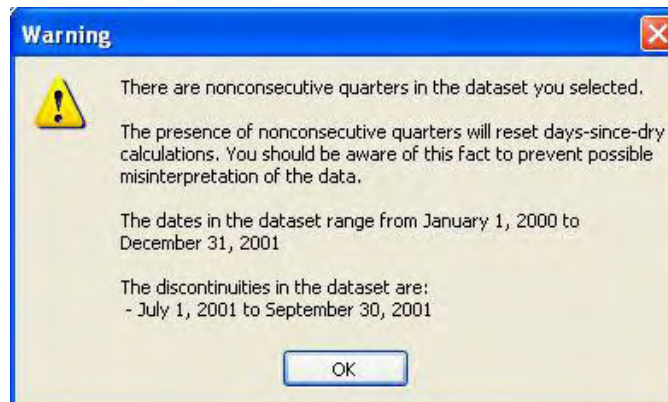 Warning
There are nonconsecutive quarters in the dataset you selected.
The presence of nonconsecutive quarters will reset days-since-dry
calculations. You should be aware of this fact to prevent possible
misinterpretation of the data.
The dates in the dataset range from January 1, 2000 to
December 31, 2001
The discontinuities in the dataset are:
- July 1, 2001 to September 30, 2001
OK